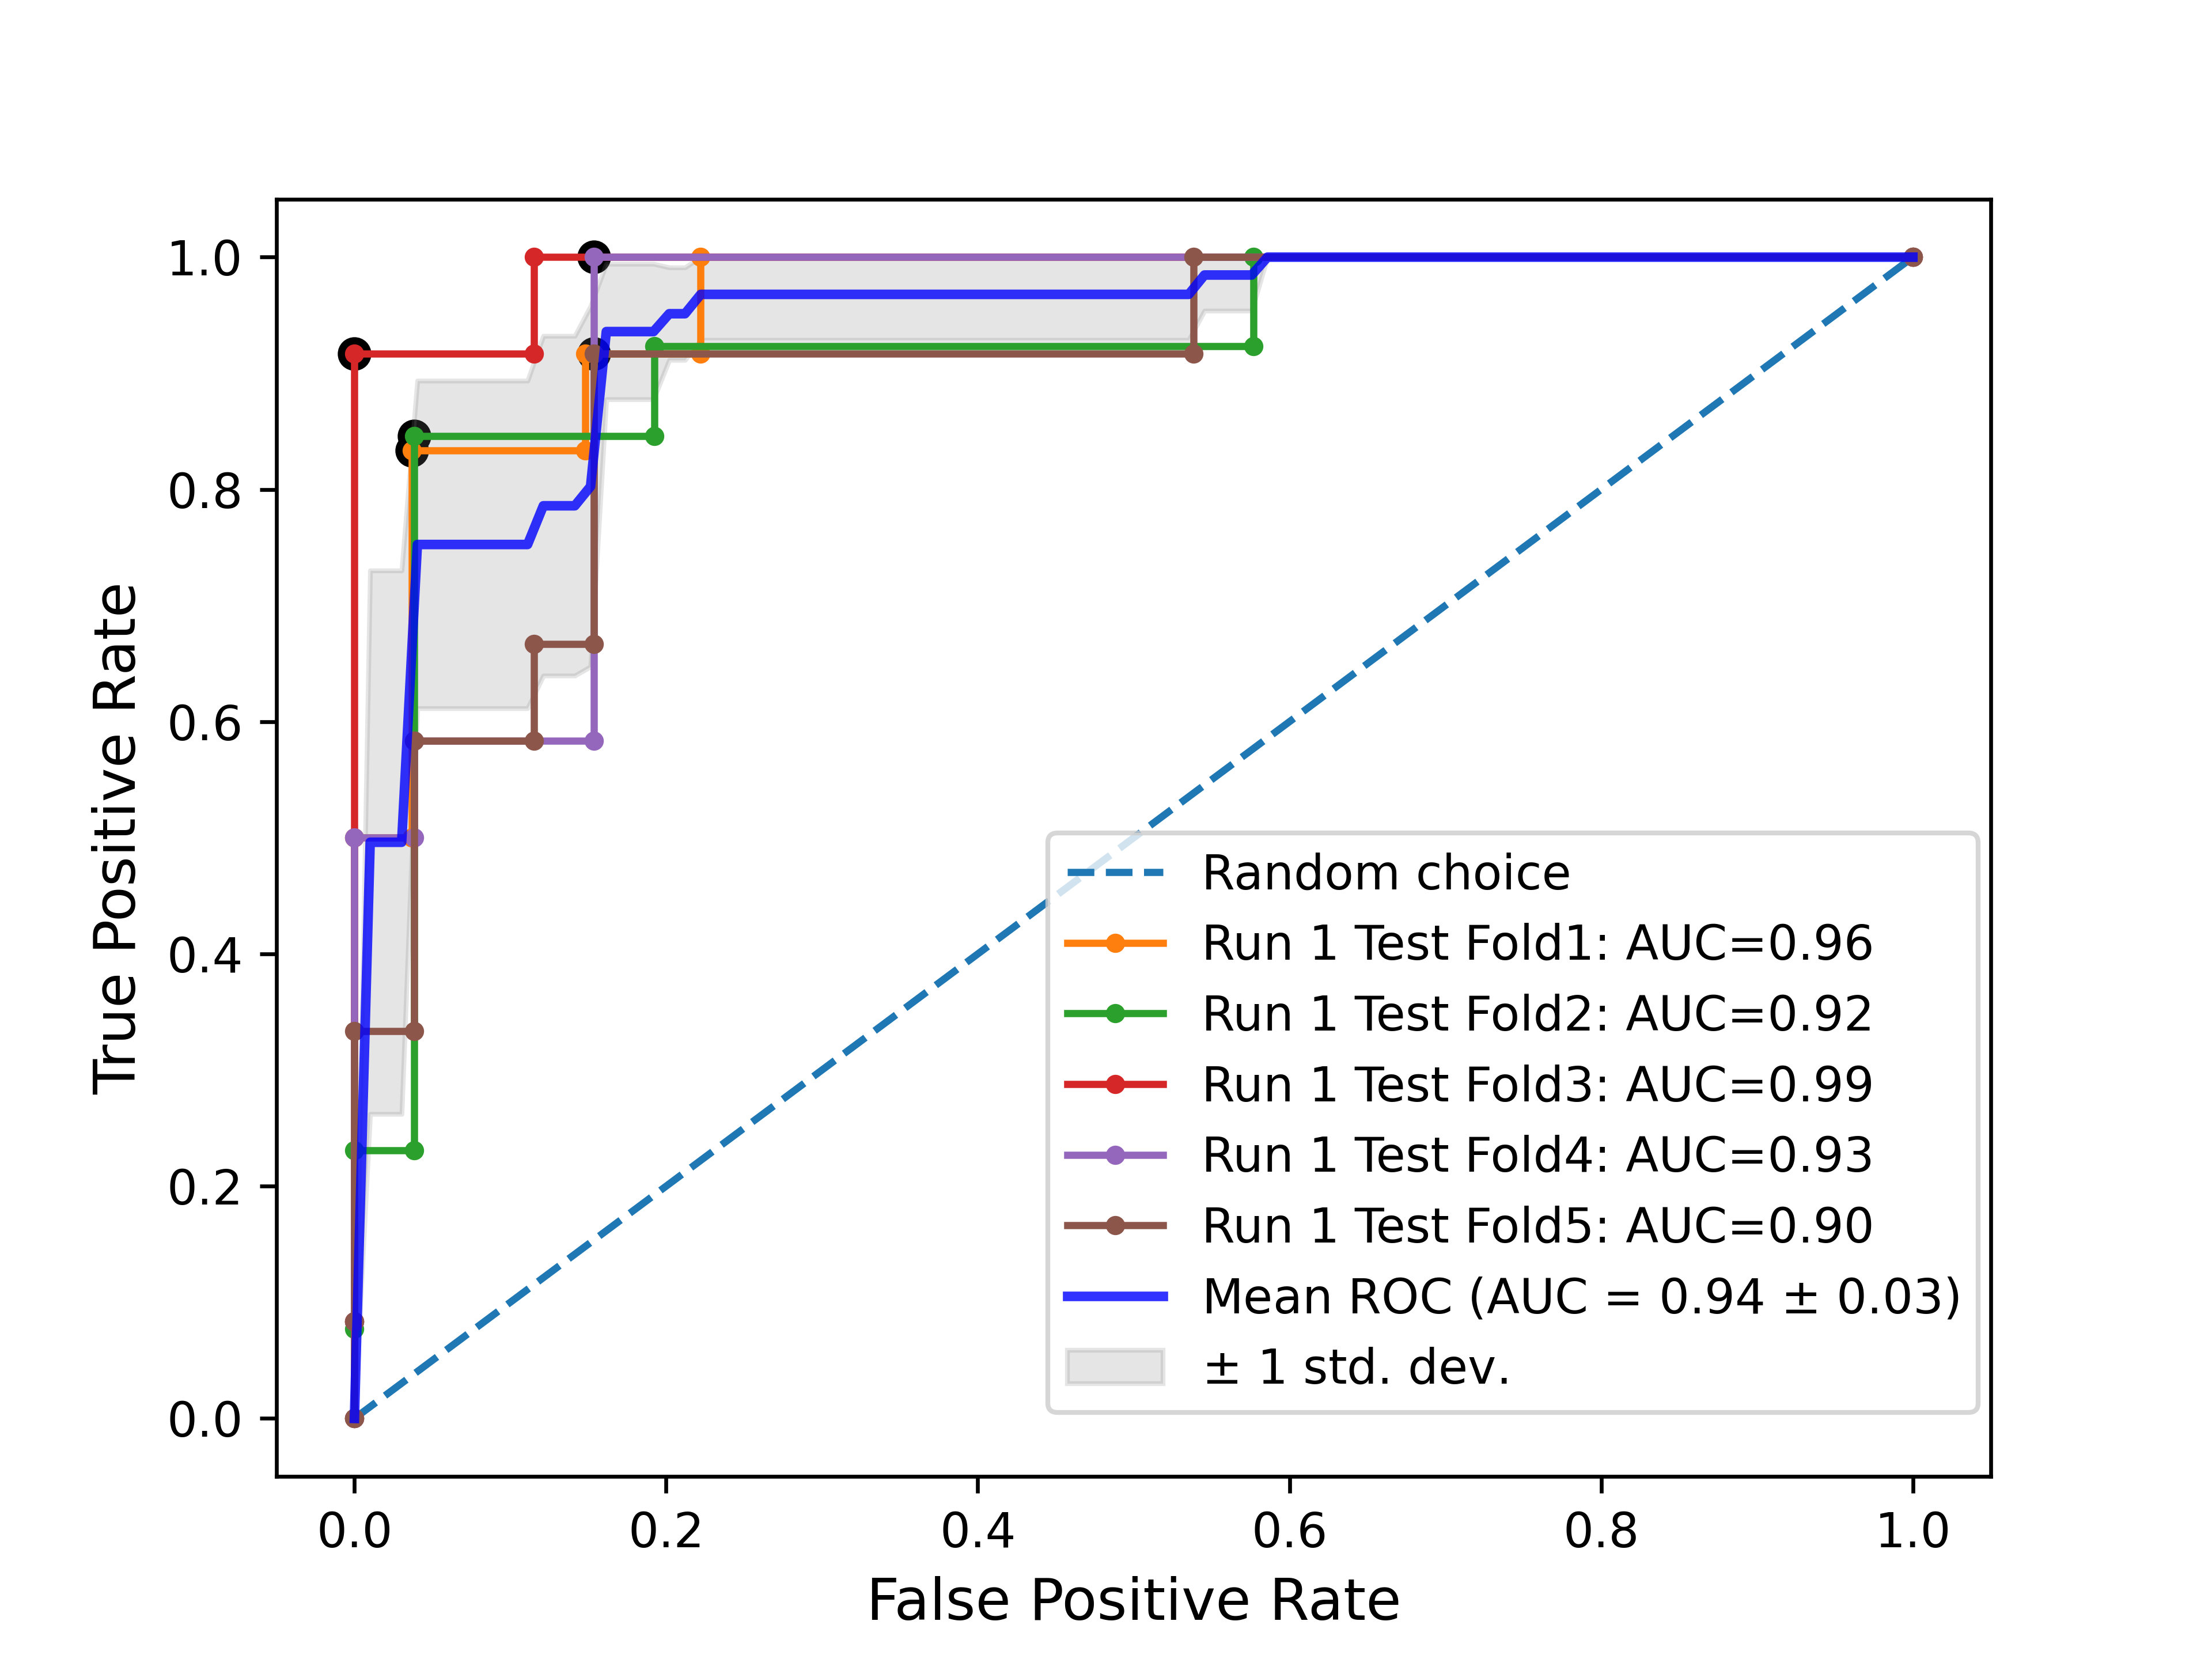 True Positive Rate
1.0
0.8
0.6
0.4
0.2
0.0
Random choice
Run 1 Test Fold1: AUC=0.96
Run 1 Test Fold2: AUC=0.92
Run 1 Test Fold3: AUC=0.99
Run 1 Test Fold4: AUC=0.93
Run 1 Test Fold5: AUC=0.90
Mean ROC (AUC = 0.94 ± 0.03)
± 1 std. dev.
0.0 0.2 0.4 0.6 0.8 1.0
False Positive Rate